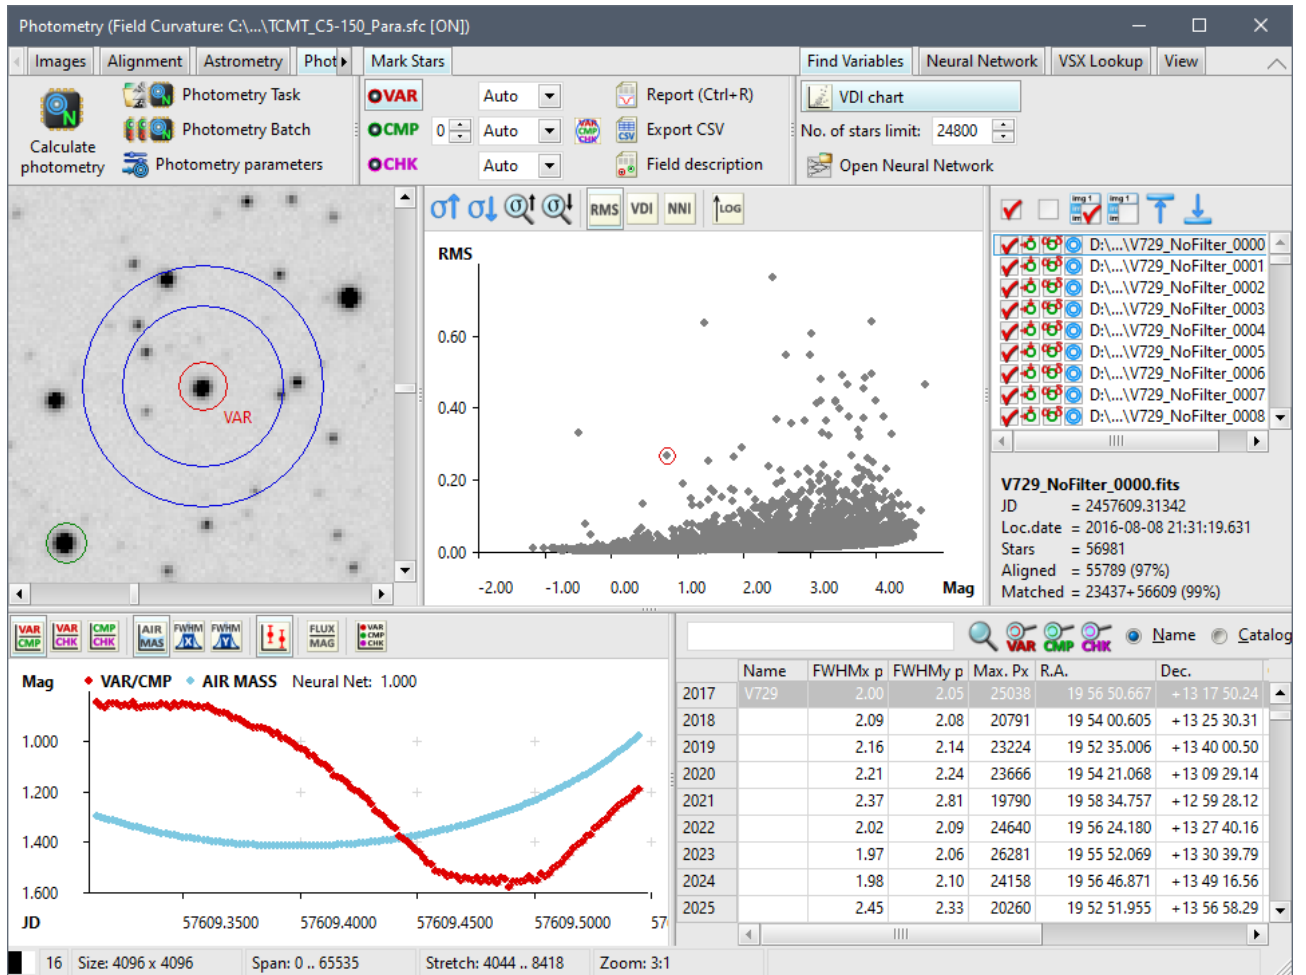 Photometry (Field Curvature: C:\...\TCMT_C5-150_Para.sfc [ON])
Images Alignment Astrometry Phot Mark Stars Find Variables Neural Network VSX Lookup View
Calculate photometry
Photometry Task
Photometry Batch
Photometry parameters
VAR Auto
CMP 0 Auto
CHK Auto
Report (Ctrl+R)
Export CSV
Field description
VDI chart
No. of stars limit: 24800
Open Neural Network
VAR
RMS VDI NNI LOG
RMS
0.60
0.40
0.20
0.00
-2.00 -1.00 0.00 1.00 2.00 3.00 4.00 Mag
D:\...\V729_NoFilter_0000
D:\...\V729_NoFilter_0001
D:\...\V729_NoFilter_0002
D:\...\V729_NoFilter_0003
D:\...\V729_NoFilter_0004
D:\...\V729_NoFilter_0005
D:\...\V729_NoFilter_0006
D:\...\V729_NoFilter_0007
D:\...\V729_NoFilter_0008
V729_NoFilter_0000.fits
JD = 2457609.31342
Loc.date = 2016-08-08 21:31:19.631
Stars = 56981
Aligned = 55789 (97%)
Matched = 23437+56609 (99%)
VAR CMP VAR CHK CMP CHK AIR MAS FWHM X FWHM Y FLUX MAG VAR CMP CHK
Mag VAR/CMP AIR MASS Neural Net: 1.000
1.000
1.200
1.400
1.600
JD 57609.3500 57609.4000 57609.4500 57609.5000 57
VAR CMP CHK Name Catalog
Name FWHMx p FWHMy p Max. Px R.A. Dec.
2017 V729 2.00 2.05 25038 19 56 50.667 +13 17 50.24
2018 2.09 2.08 20791 19 54 00.605 +13 25 30.31
2019 2.16 2.14 23224 19 52 35.006 +13 40 00.50
2020 2.21 2.24 23666 19 54 21.068 +13 09 29.14
2021 2.37 2.81 19790 19 58 34.757 +12 59 28.12
2022 2.02 2.09 24640 19 56 24.180 +13 27 40.16
2023 1.97 2.06 26281 19 55 52.069 +13 30 39.79
2024 1.98 2.10 24158 19 56 46.871 +13 49 16.56
2025 2.45 2.33 20260 19 52 51.955 +13 56 58.29
16 Size: 4096 x 4096 Span: 0 .. 65535 Stretch: 4044 .. 8418 Zoom: 3:1